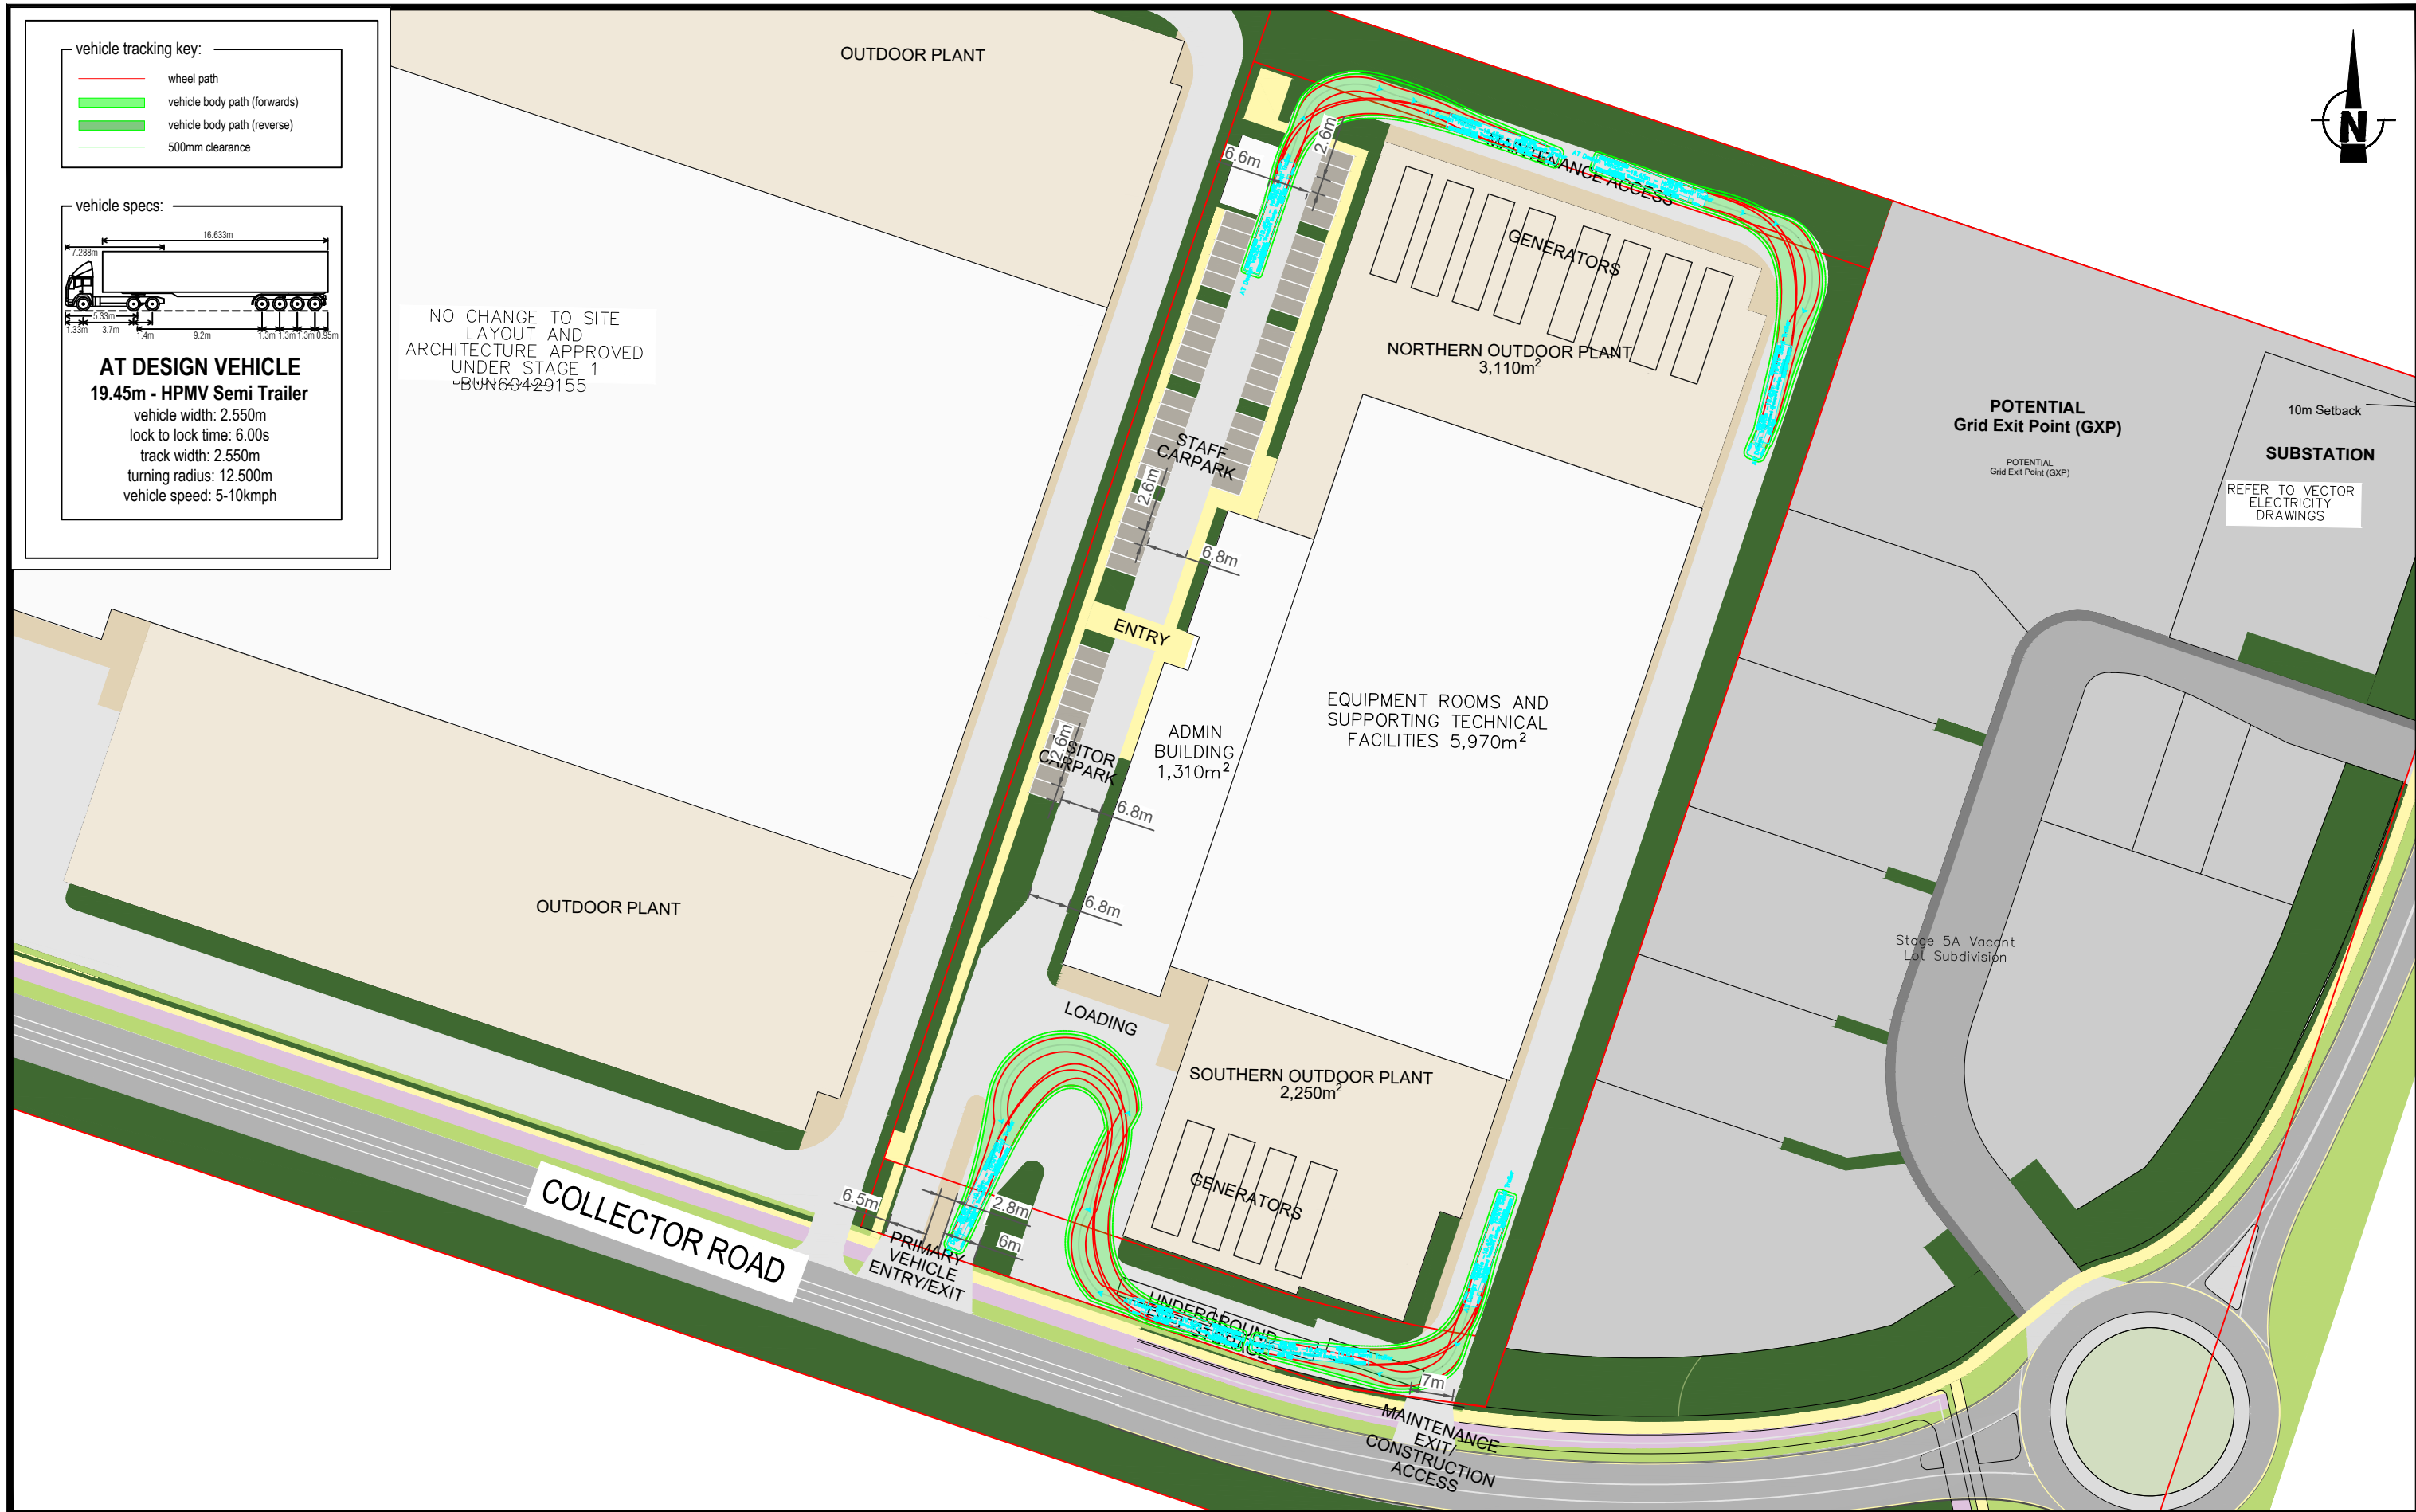 vehicle tracking key:
wheel path
vehicle body path (forwards)
vehicle body path (reverse)
500mm clearance
vehicle specs:
16.633m
7.288m
5.33m
1.33m
3.7m
1.4m
9.2m
1.3m
1.3m
1.3m
0.95m
AT DESIGN VEHICLE
19.45m - HPMV Semi Trailer
vehicle width: 2.550m
lock to lock time: 6.00s
track width: 2.550m
turning radius: 12.500m
vehicle speed: 5-10kmph
OUTDOOR PLANT
N
NO CHANGE TO SITE
LAYOUT AND
ARCHITECTURE APPROVED
UNDER STAGE 1
BUN60429155
6.6m
2.6m
MAINTENANCE ACCESS
GENERATORS
NORTHERN OUTDOOR PLANT
3,110m²
STAFF
CARPARK
2.6m
6.8m
ENTRY
POTENTIAL
Grid Exit Point (GXP)
POTENTIAL
Grid Exit Point (GXP)
10m Setback
SUBSTATION
REFER TO VECTOR
ELECTRICITY
DRAWINGS
EQUIPMENT ROOMS AND
SUPPORTING TECHNICAL
FACILITIES 5,970m²
ADMIN
BUILDING
1,310m²
2.6m
CARPARK
6.8m
6.8m
OUTDOOR PLANT
Stage 5A Vacant
Lot Subdivision
LOADING
SOUTHERN OUTDOOR PLANT
2,250m²
GENERATORS
COLLECTOR ROAD
6.5m
2.8m
6m
PRIMARY
VEHICLE
ENTRY/EXIT
UNDERGROUND
7m
MAINTENANCE
EXIT/
CONSTRUCTION
ACCESS